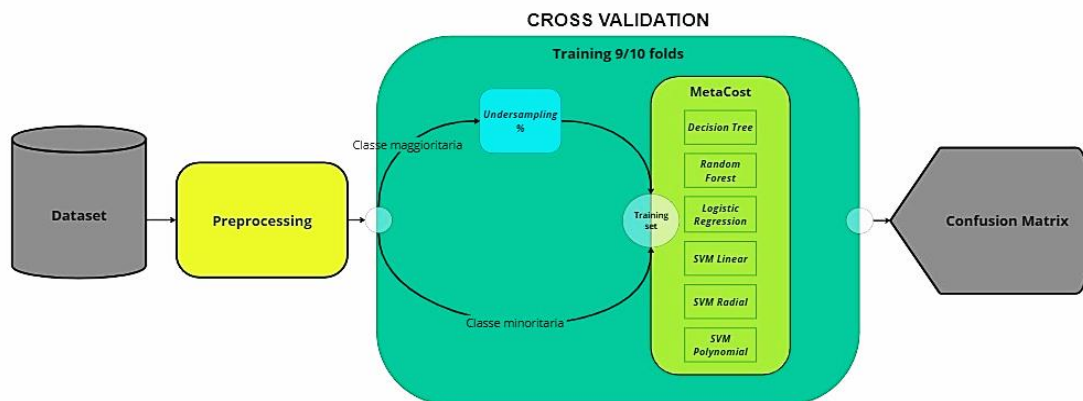 CROSS VALIDATION
Training 9/10 folds
MetaCost
Undersampling
%
Decision Tree
Classe maggioritaria
Random
Forest
Dataset
Preprocessing
Training
set
Logistic
Regression
Confusion Matrix
SVM Linear
SVM Radial
Classe minoritaria
SVM
Polynomial